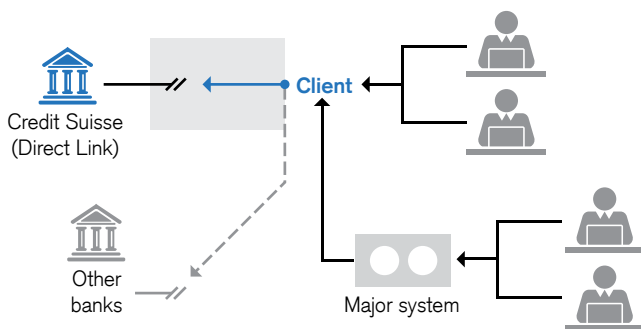 Client
Credit Suisse
(Direct Link)
Other
banks
Major system